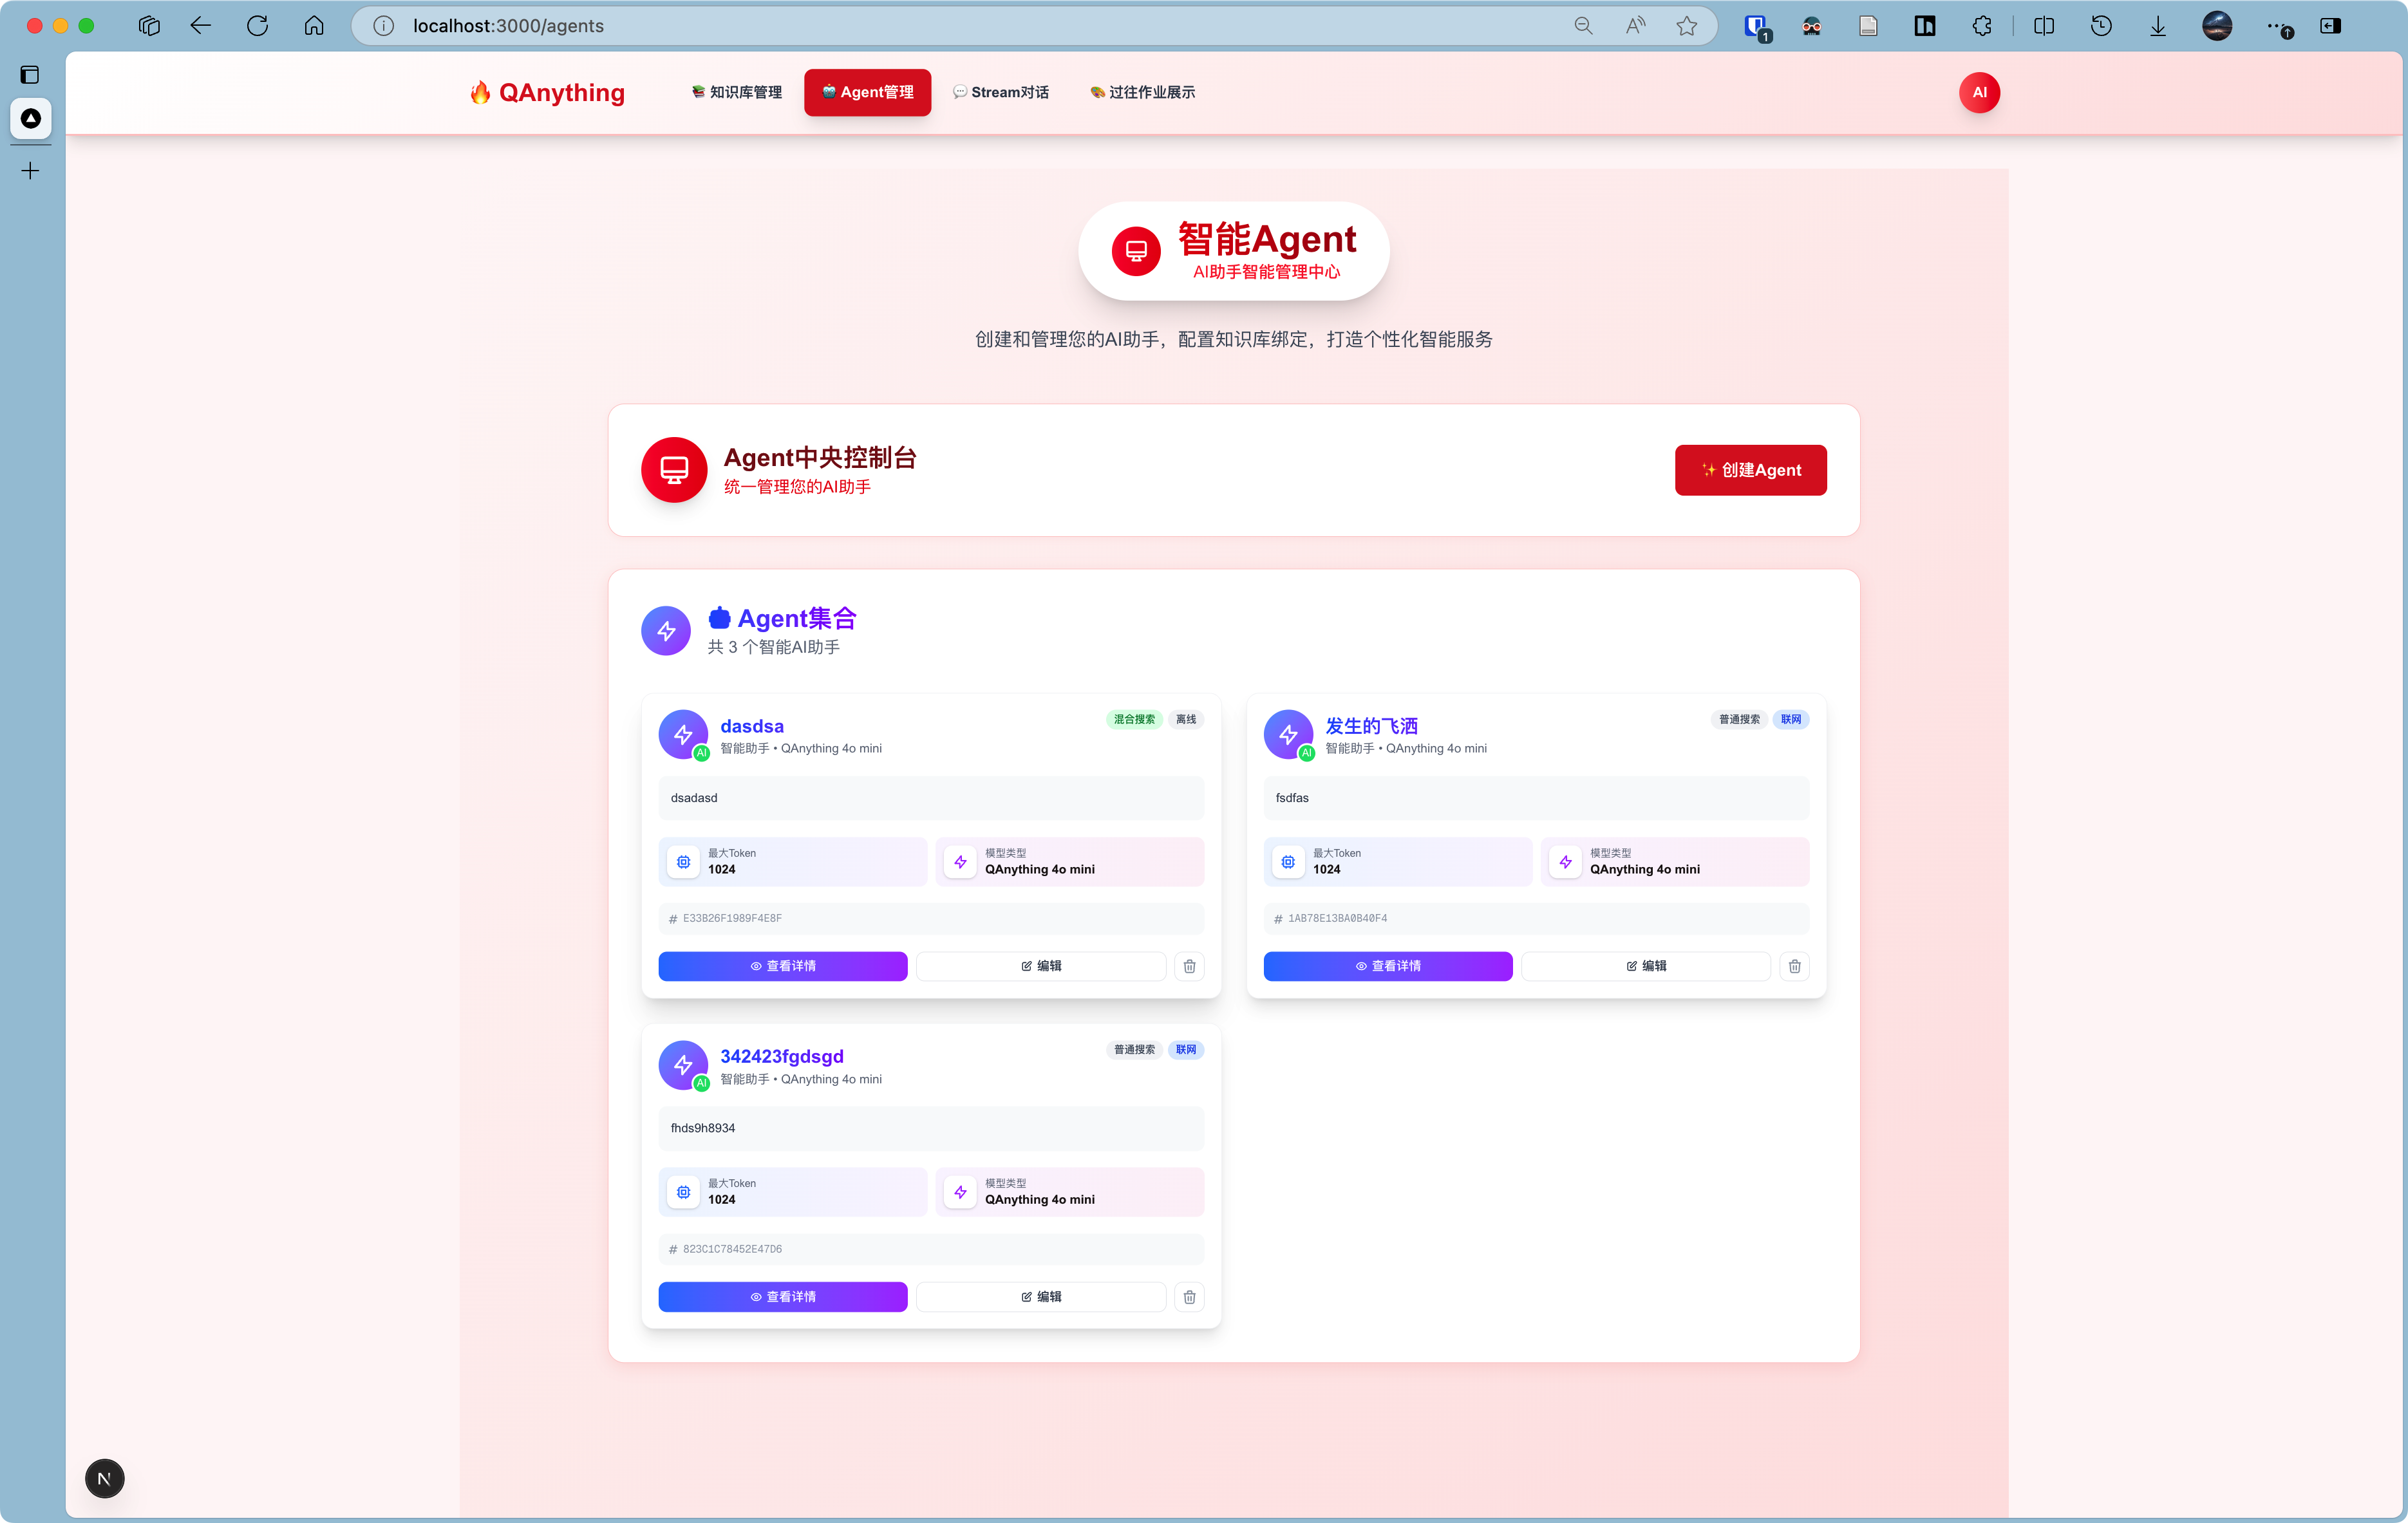 localhost:3000/agents
1
🔥 QAnything
📚 知识库管理
🤖 Agent管理
💬 Stream对话
🎨 过往作业展示
AI
智能Agent
AI助手智能管理中心
创建和管理您的AI助手，配置知识库绑定，打造个性化智能服务
Agent中央控制台
统一管理您的AI助手
✨ 创建Agent
Agent集合
共 3 个智能AI助手
AI
dasdsa
智能助手 • QAnything 4o mini
混合搜索
离线
dsadasd
最大Token
1024
模型类型
QAnything 4o mini
# E33B26F1989F4E8F
查看详情
编辑
AI
发生的飞洒
智能助手 • QAnything 4o mini
普通搜索
联网
fsdfas
最大Token
1024
模型类型
QAnything 4o mini
# 1AB78E13BA0B40F4
查看详情
编辑
AI
342423fgdsgd
智能助手 • QAnything 4o mini
普通搜索
联网
fhds9h8934
最大Token
1024
模型类型
QAnything 4o mini
# 823C1C78452E47D6
查看详情
编辑
N